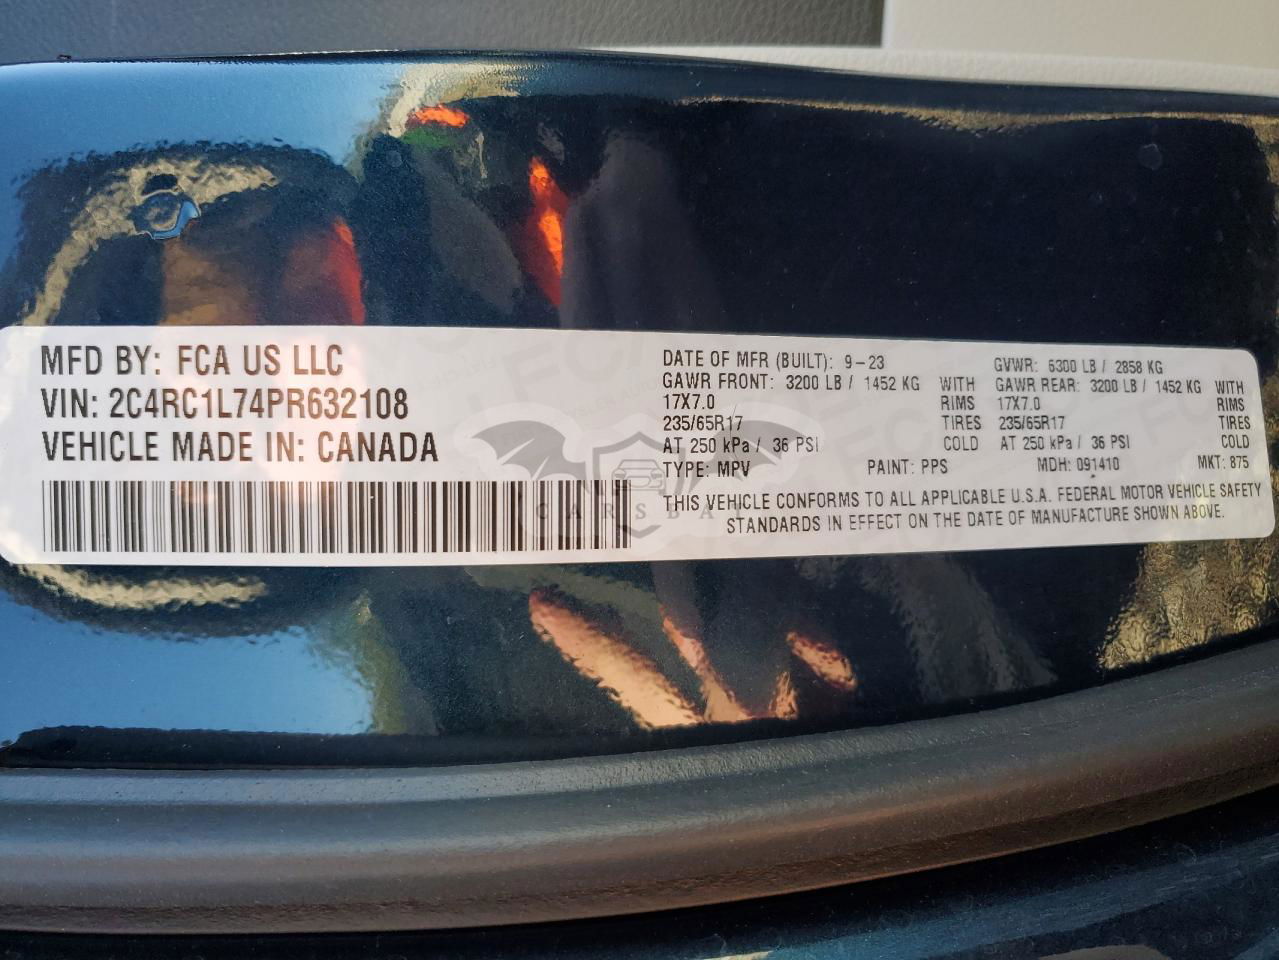 MFD BY: FCA US LLC
VIN: 2C4RC1L74PR632108
VEHICLE MADE IN: CANADA
DATE OF MFR (BUILT): 9-23 GVWR: 6300 LB / 2858 KG
GAWR FRONT: 3200 LB / 1452 KG WITH GAWR REAR: 3200 LB / 1452 KG WITH
17X7.0 RIMS 17X7.0 RIMS
235/65R17 TIRES 235/65R17 TIRES
AT 250 kPa / 36 PSI COLD AT 250 kPa / 36 PSI COLD
TYPE: MPV PAINT: PPS MDH: 091410 MKT: 875
THIS VEHICLE CONFORMS TO ALL APPLICABLE U.S.A. FEDERAL MOTOR VEHICLE SAFETY
STANDARDS IN EFFECT ON THE DATE OF MANUFACTURE SHOWN ABOVE.